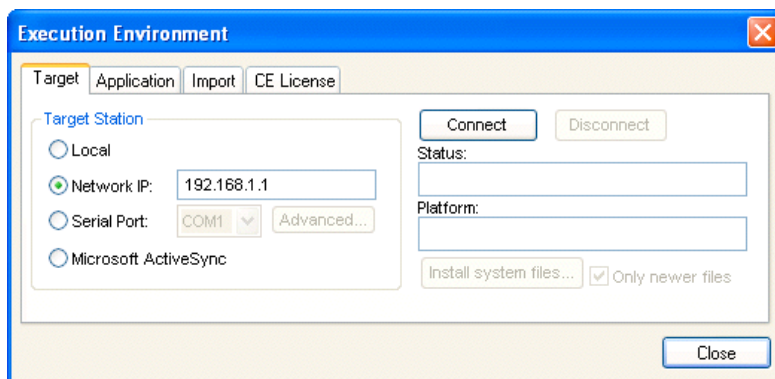 Execution Environment
Target Application Import CE License
Target Station
Local
Network IP: 192.168.1.1
Serial Port: COM1 Advanced...
Microsoft ActiveSync
Connect Disconnect
Status:
Platform:
Install system files... Only newer files
Close